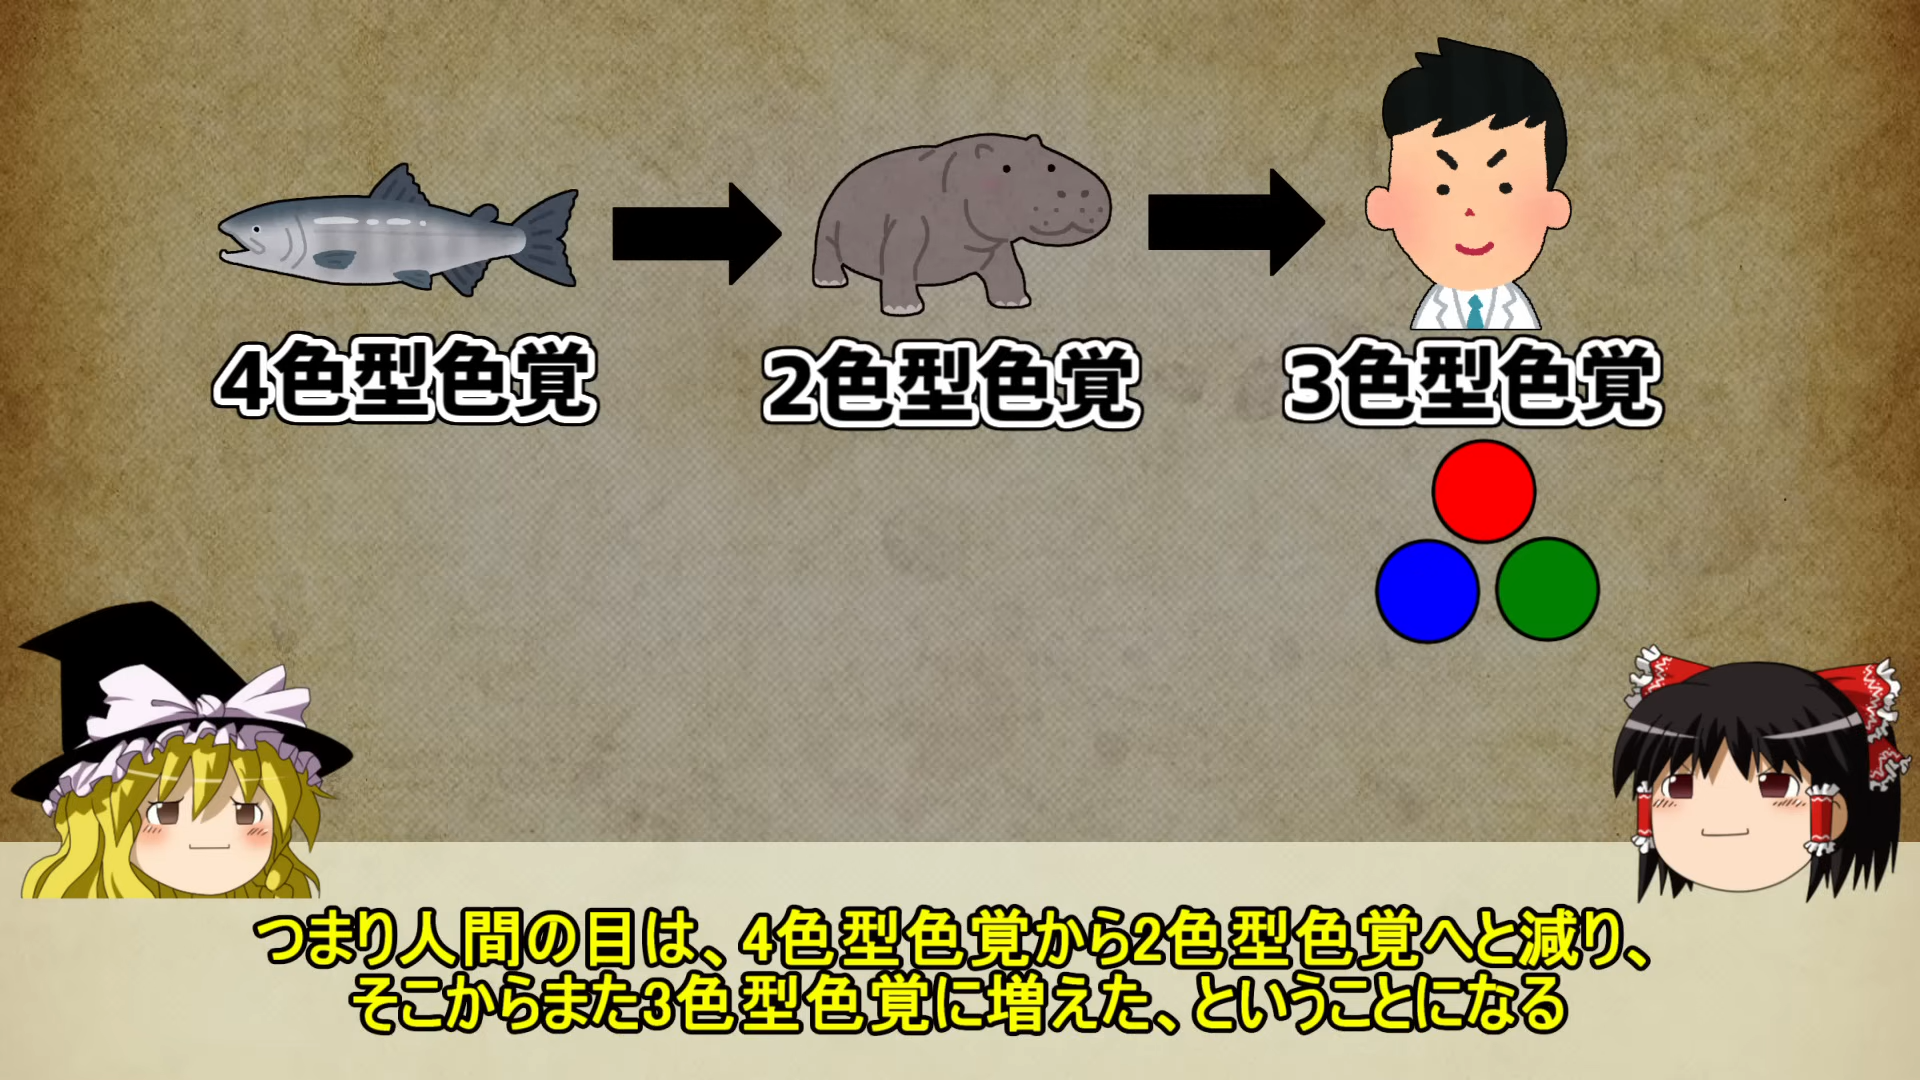 4色型色覚
2色型色覚
3色型色覚
つまり人間の目は、4色型色覚から2色型色覚へと減り、
そこからまた3色型色覚に増えた、ということになる